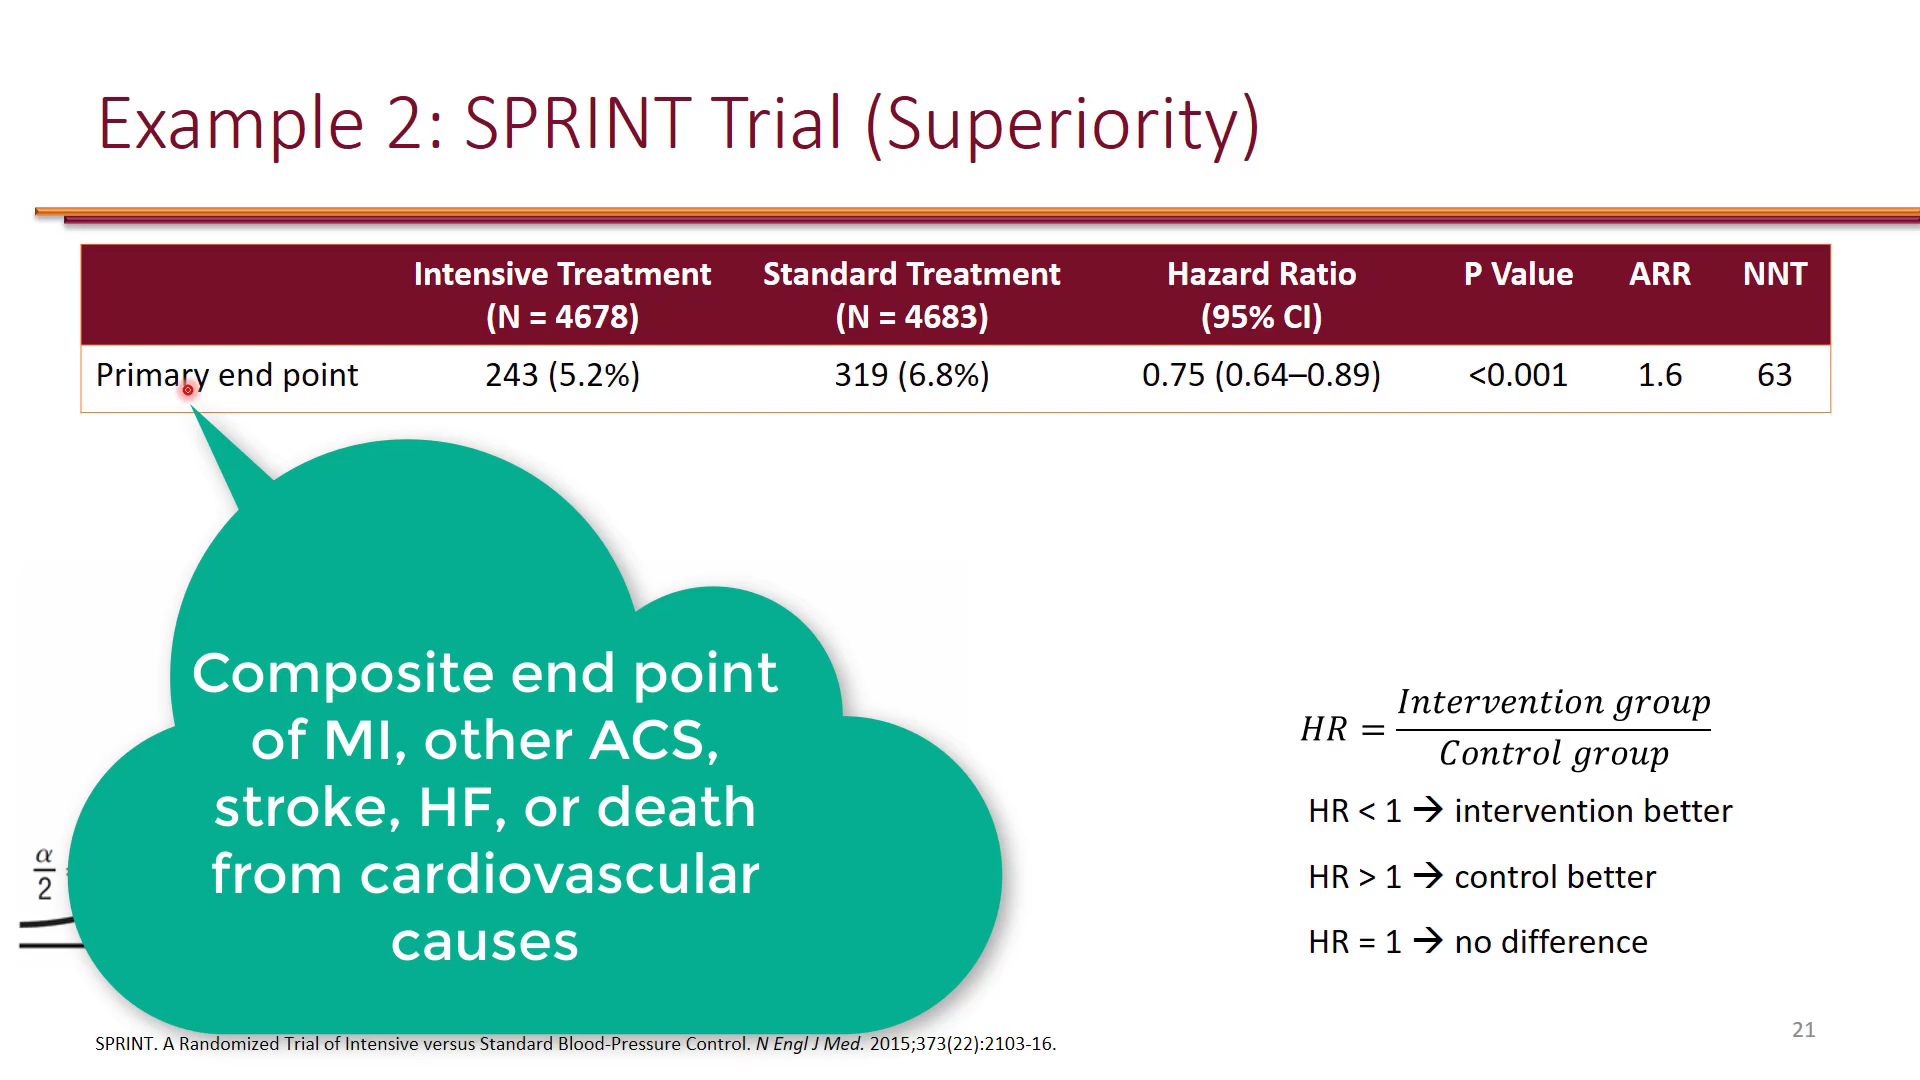 Example 2: SPRINT Trial (Superiority)
Intensive Treatment Standard Treatment Hazard Ratio P Value ARR NNT
(N = 4678) (N = 4683) (95% CI)
Primary end point 243 (5.2%) 319 (6.8%) 0.75 (0.64–0.89) <0.001 1.6 63
Composite end point
of MI, other ACS,
stroke, HF, or death
from cardiovascular
causes
α
2
HR = Intervention group
Control group
HR < 1 → intervention better
HR > 1 → control better
HR = 1 → no difference
SPRINT. A Randomized Trial of Intensive versus Standard Blood-Pressure Control. N Engl J Med. 2015;373(22):2103-16.
21